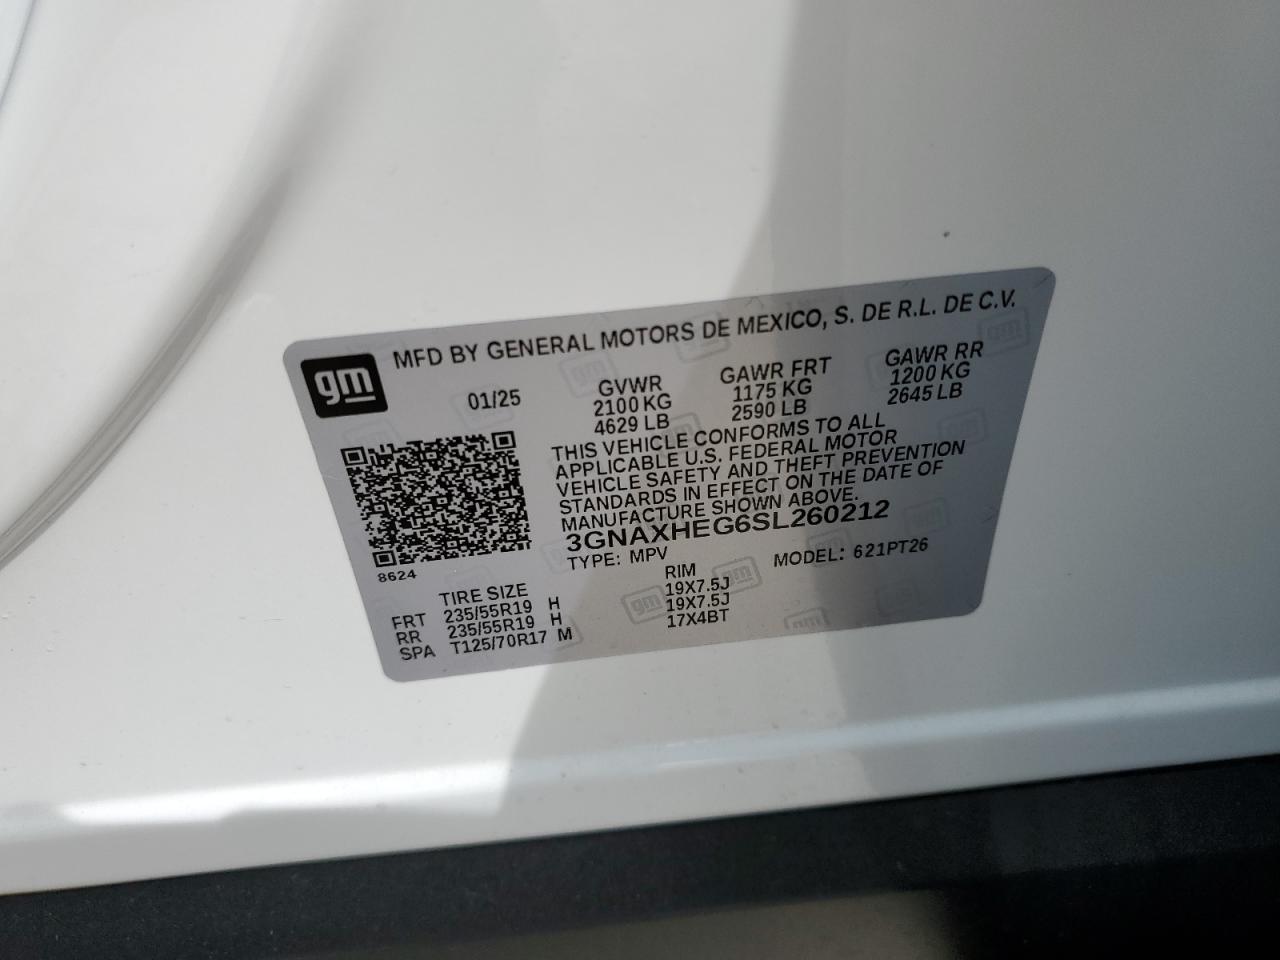 gm MFD BY GENERAL MOTORS DE MEXICO, S. DE R.L. DE C.V.
01/25
GVWR
2100 KG
4629 LB
GAWR FRT
1175 KG
2590 LB
GAWR RR
1200 KG
2645 LB
THIS VEHICLE CONFORMS TO ALL
APPLICABLE U.S. FEDERAL MOTOR
VEHICLE SAFETY AND THEFT PREVENTION
STANDARDS IN EFFECT ON THE DATE OF
MANUFACTURE SHOWN ABOVE.
3GNAXHEG6SL260212
TYPE: MPV MODEL: 621PT26
8624
TIRE SIZE RIM
FRT 235/55R19 H 19X7.5J
RR 235/55R19 H 19X7.5J
SPA T125/70R17 M 17X4BT